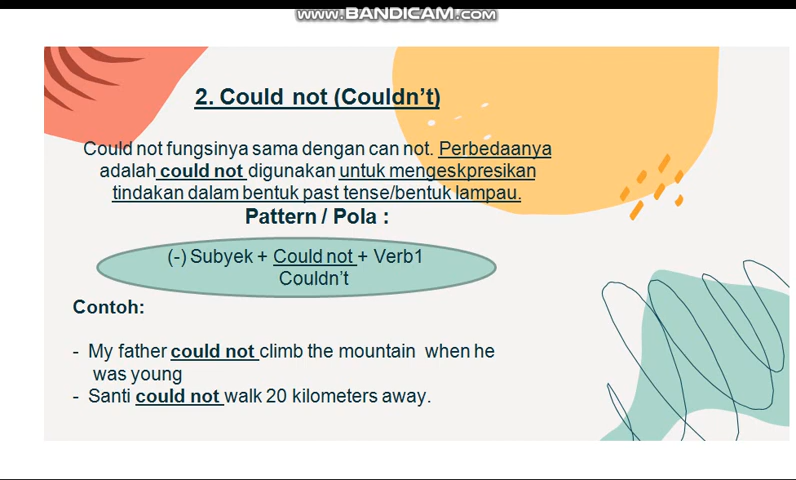 www.BANDICAM.com
2. Could not (Couldn't)
Could not fungsinya sama dengan can not. Perbedaanya
adalah could not digunakan untuk mengeskpresikan
tindakan dalam bentuk past tense/bentuk lampau.
Pattern / Pola :
(-) Subyek + Could not + Verb1
Couldn't
Contoh:
- My father could not climb the mountain when he
was young
- Santi could not walk 20 kilometers away.